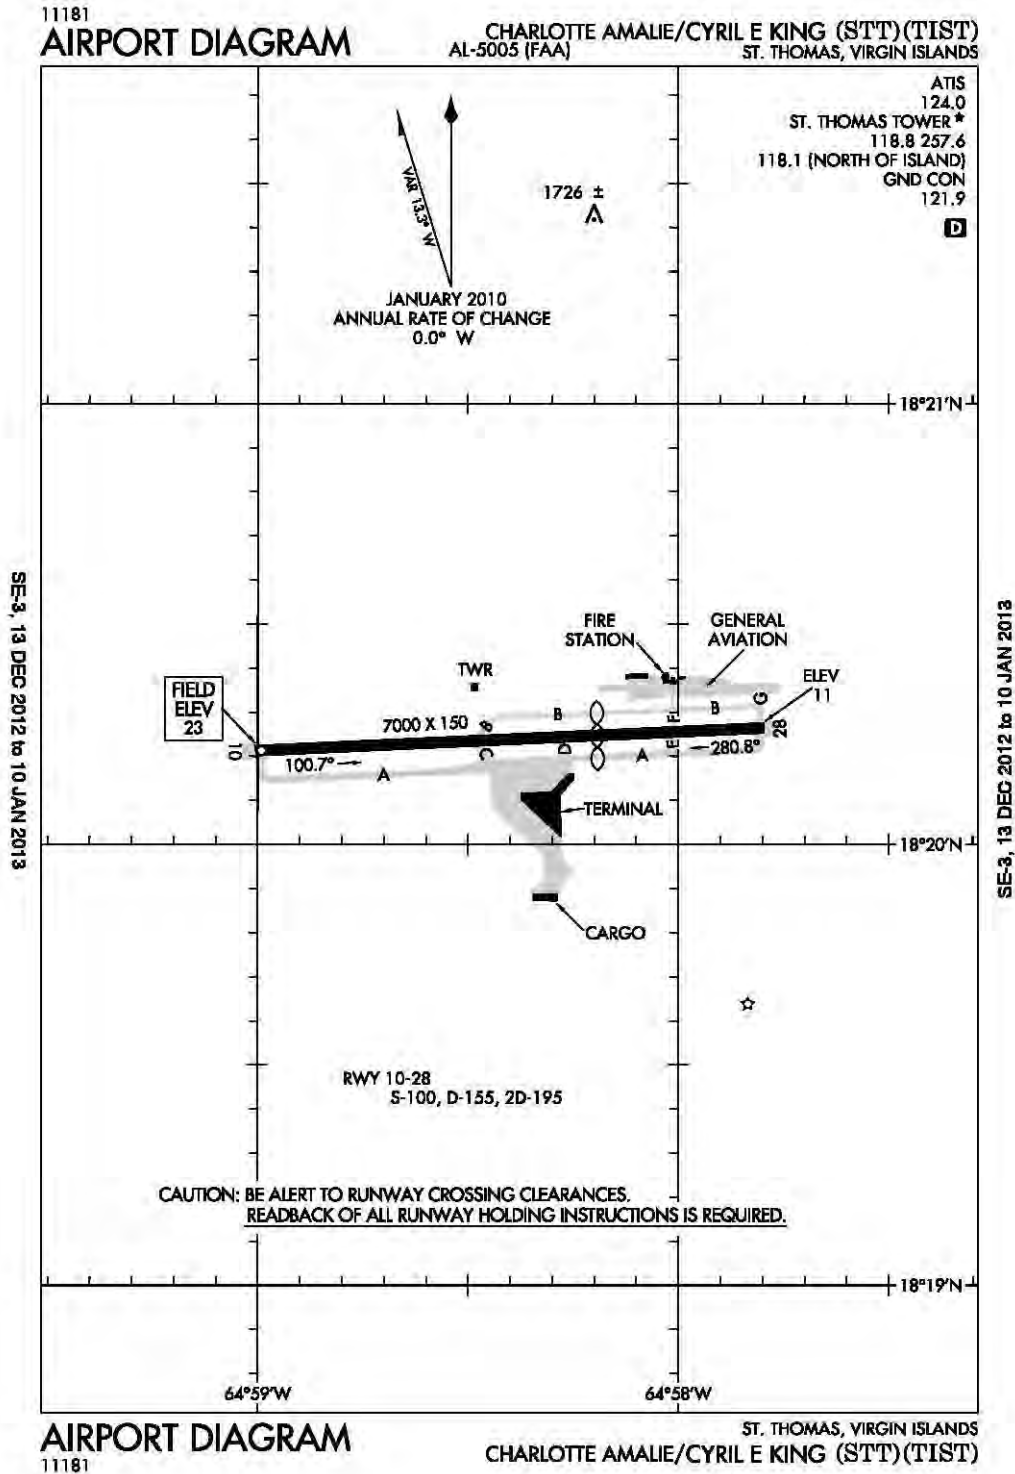 11181
AIRPORT DIAGRAM
AL-5005 (FAA)
CHARLOTTE AMALIE/CYRIL E KING (STT)(TIST)
ST. THOMAS, VIRGIN ISLANDS
ATIS
124.0
ST. THOMAS TOWER*
118.8 257.6
118.1 (NORTH OF ISLAND)
GND CON
121.9
D
VAR 13.3° W
1726 ±
JANUARY 2010
ANNUAL RATE OF CHANGE
0.0° W
18°21'N
SE-3, 13 DEC 2012 to 10 JAN 2013
SE-3, 13 DEC 2012 to 10 JAN 2013
FIRE
STATION
GENERAL
AVIATION
TWR
ELEV
11
FIELD
ELEV
23
7000 X 150
B
B
B
G
F
28
10
C
D
E
A
280.8°
100.7°
A
TERMINAL
18°20'N
CARGO
RWY 10-28
S-100, D-155, 2D-195
CAUTION: BE ALERT TO RUNWAY CROSSING CLEARANCES.
READBACK OF ALL RUNWAY HOLDING INSTRUCTIONS IS REQUIRED.
18°19'N
64°59'W
64°58'W
AIRPORT DIAGRAM
11181
ST. THOMAS, VIRGIN ISLANDS
CHARLOTTE AMALIE/CYRIL E KING (STT)(TIST)